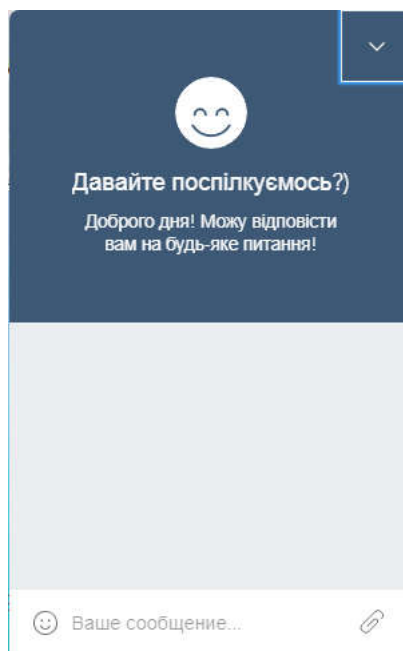 Давайте поспілкуємось?)
Доброго дня! Можу відповісти
вам на будь-яке питання!
Ваше сообщение...